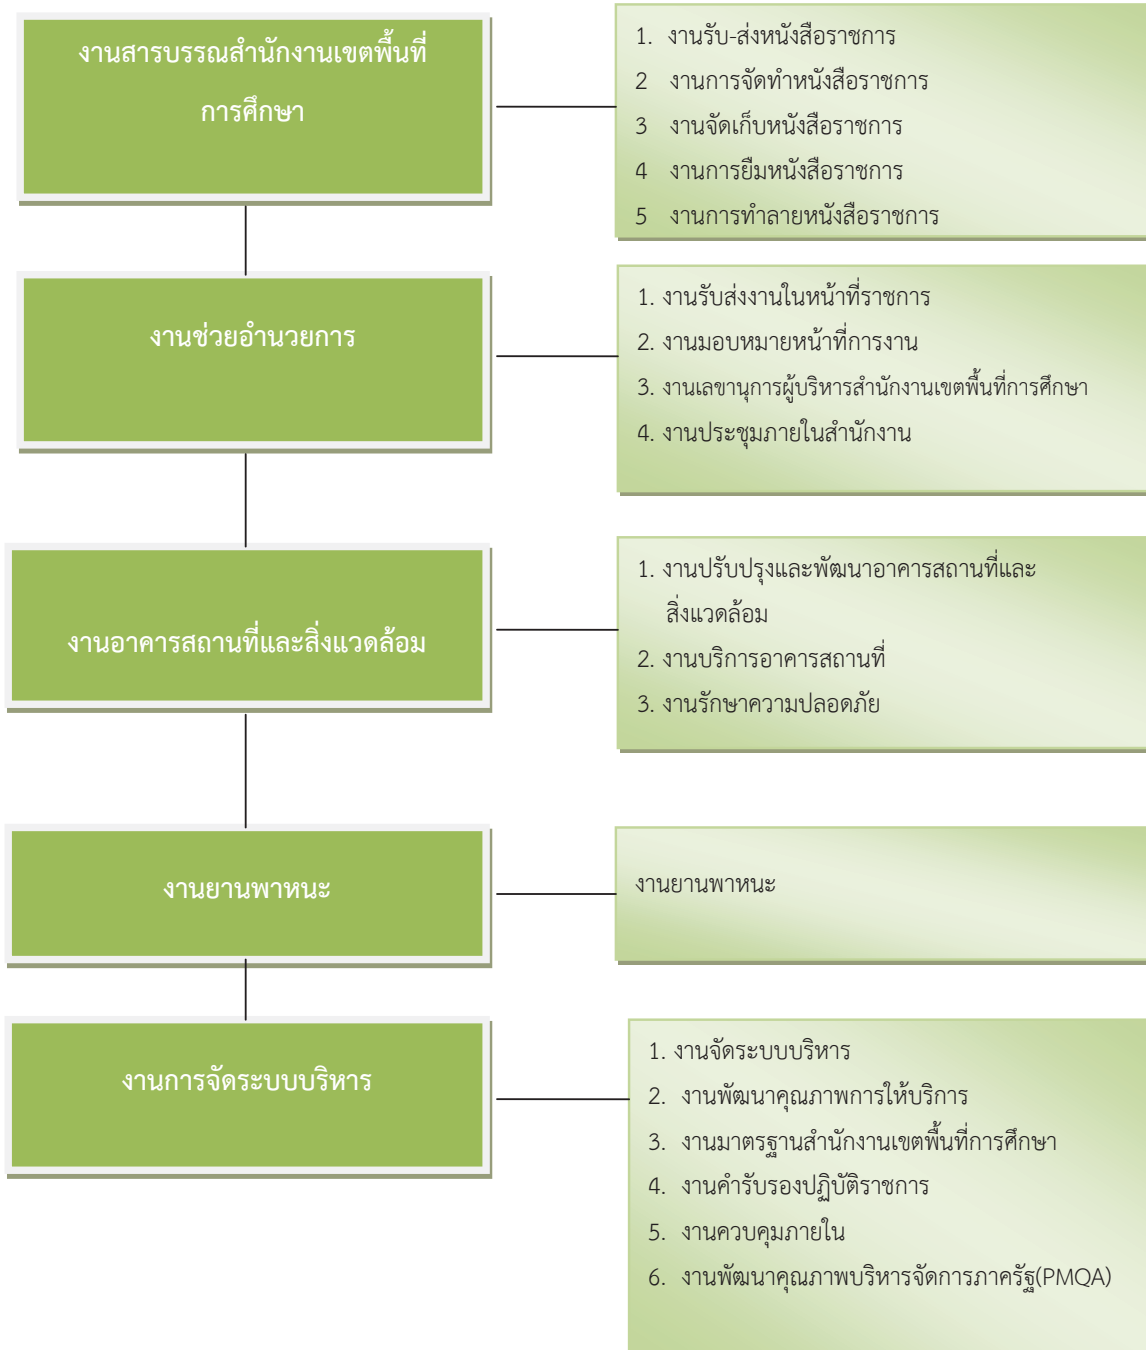 งานสารบรรณสำนักงานเขตพื้นที่
การศึกษา
1. งานรับ-ส่งหนังสือราชการ
2 งานการจัดทำหนังสือราชการ
3 งานจัดเก็บหนังสือราชการ
4 งานการยืมหนังสือราชการ
5 งานการทำลายหนังสือราชการ
งานช่วยอำนวยการ
1. งานรับส่งงานในหน้าที่ราชการ
2. งานมอบหมายหน้าที่การงาน
3. งานเลขานุการผู้บริหารสำนักงานเขตพื้นที่การศึกษา
4. งานประชุมภายในสำนักงาน
งานอาคารสถานที่และสิ่งแวดล้อม
1. งานปรับปรุงและพัฒนาอาคารสถานที่และ
สิ่งแวดล้อม
2. งานบริการอาคารสถานที่
3. งานรักษาความปลอดภัย
งานยานพาหนะ
งานยานพาหนะ
งานการจัดระบบบริหาร
1. งานจัดระบบบริหาร
2. งานพัฒนาคุณภาพการให้บริการ
3. งานมาตรฐานสำนักงานเขตพื้นที่การศึกษา
4. งานคำรับรองปฏิบัติราชการ
5. งานควบคุมภายใน
6. งานพัฒนาคุณภาพบริหารจัดการภาครัฐ(PMQA)